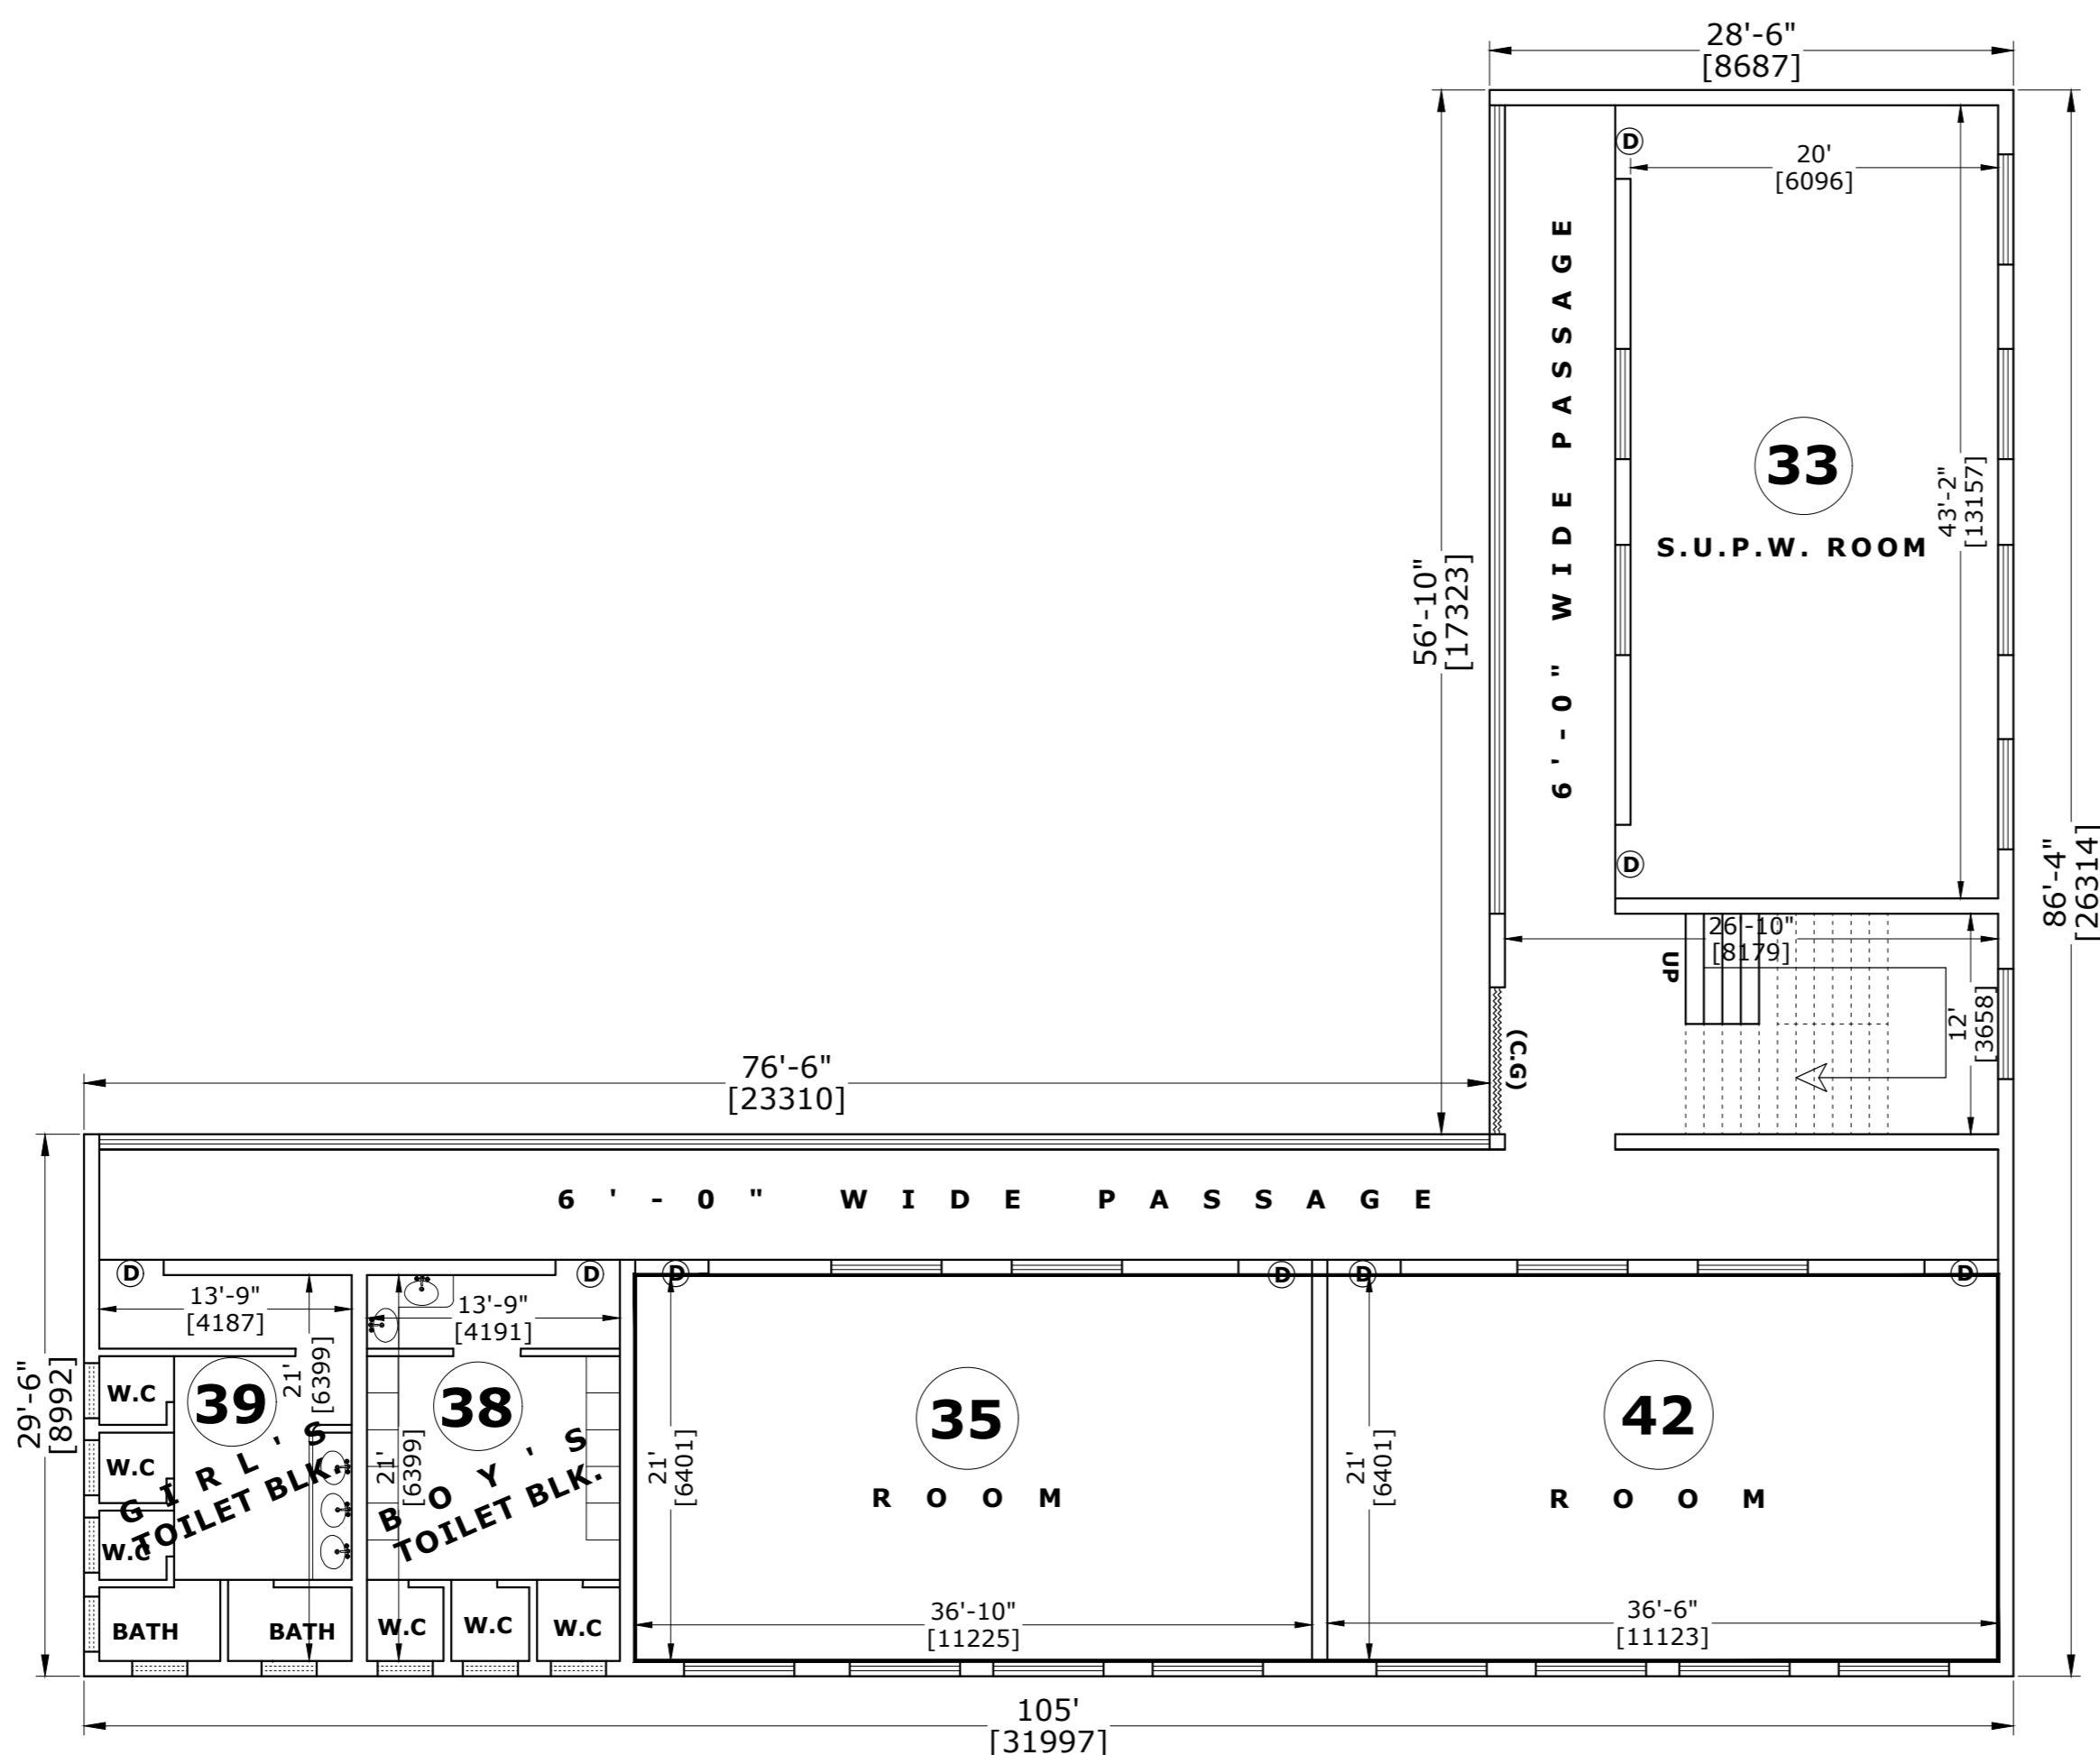 28'-6"
[8687]
D
20'
[6096]
6'-0" WIDE PASSAGE
33
S.U.P.W. ROOM
43'-2"
[13157]
56'-10"
[17323]
86'-4"
[26314]
D
26'-10"
[8179]
UP
12'
[3658]
(C.G)
76'-6"
[23310]
6'-0" WIDE PASSAGE
D
D
D
D
D
D
13'-9"
[4187]
13'-9"
[4191]
29'-6"
[8992]
21'
[6399]
W.C
39
GIRL'S
TOILET BLK.
W.C
W.C
BATH
BATH
38
21'
[6399]
BOY'S
TOILET BLK.
W.C
W.C
W.C
35
ROOM
21'
[6401]
36'-10"
[11225]
42
ROOM
21'
[6401]
36'-6"
[11123]
105'
[31997]